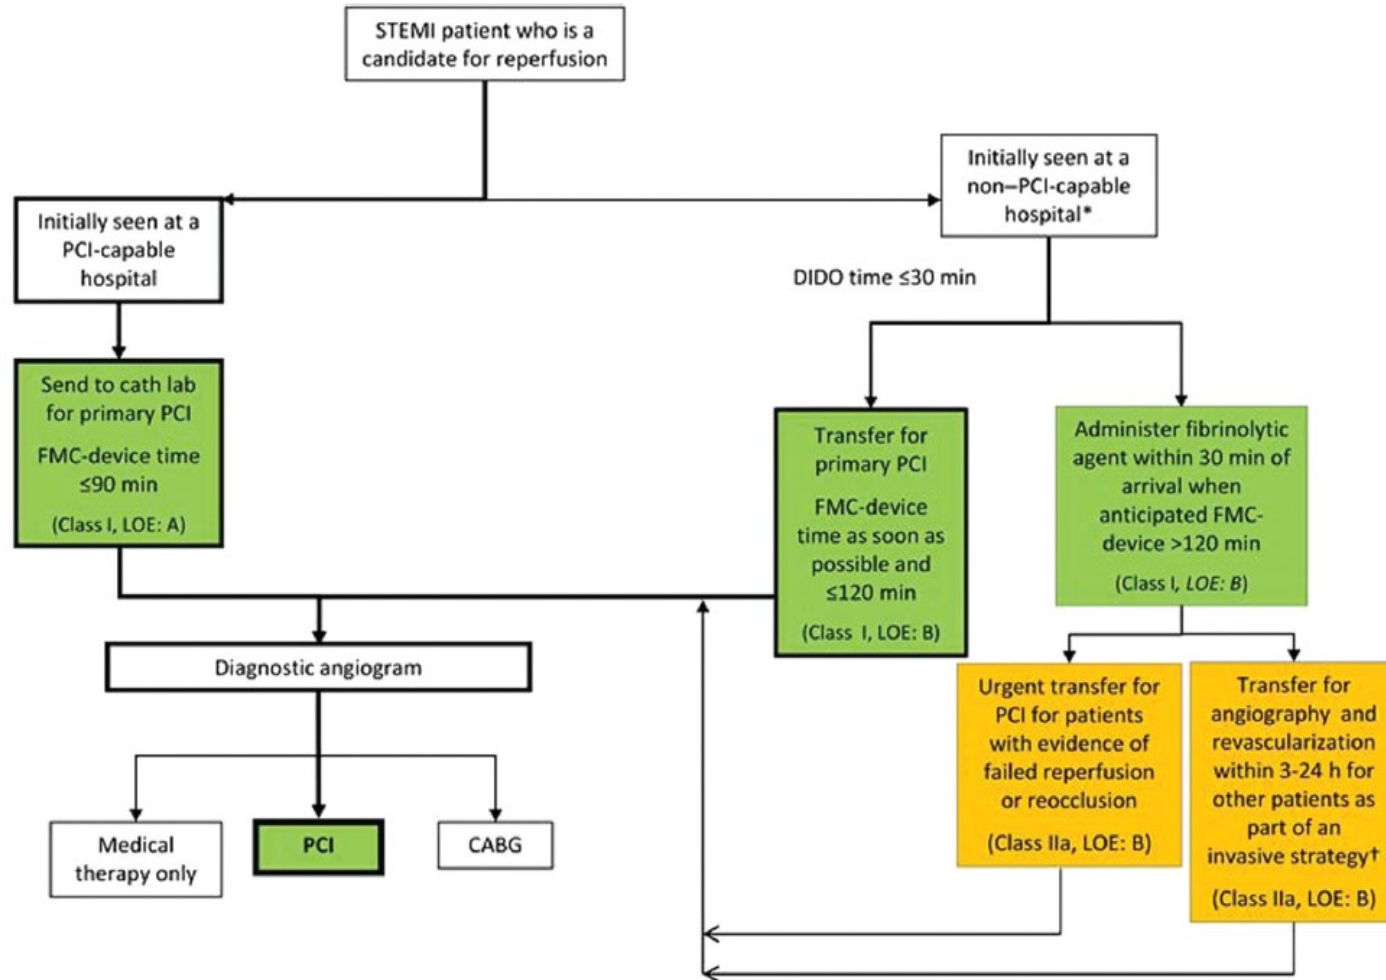 STEMI patient who is a
candidate for reperfusion
Initially seen at a
non–PCI-capable
hospital*
Initially seen at a
PCI-capable
hospital
DIDO time ≤30 min
Send to cath lab
for primary PCI
FMC-device time
≤90 min
(Class I, LOE: A)
Transfer for
primary PCI
FMC-device
time as soon as
possible and
≤120 min
(Class I, LOE: B)
Administer fibrinolytic
agent within 30 min of
arrival when
anticipated FMC-
device >120 min
(Class I, LOE: B)
Diagnostic angiogram
Urgent transfer for
PCI for patients
with evidence of
failed reperfusion
or reocclusion
(Class IIa, LOE: B)
Transfer for
angiography and
revascularization
within 3-24 h for
other patients as
part of an
invasive strategy†
(Class IIa, LOE: B)
Medical
therapy only
PCI
CABG